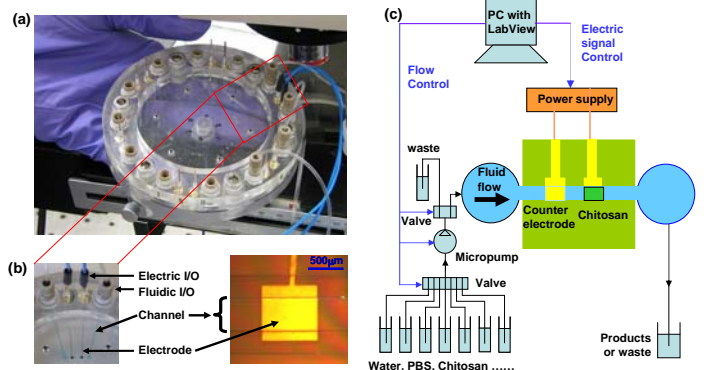 (a)
(b)
Electric I/O
Fluidic I/O
Channel
Electrode
500μm
(c)
PC with
LabView
Electric
signal
Control
Flow
Control
Power supply
waste
Fluid
flow
Valve
Counter
electrode
Chitosan
Micropump
Valve
Water, PBS, Chitosan ......
Products
or waste